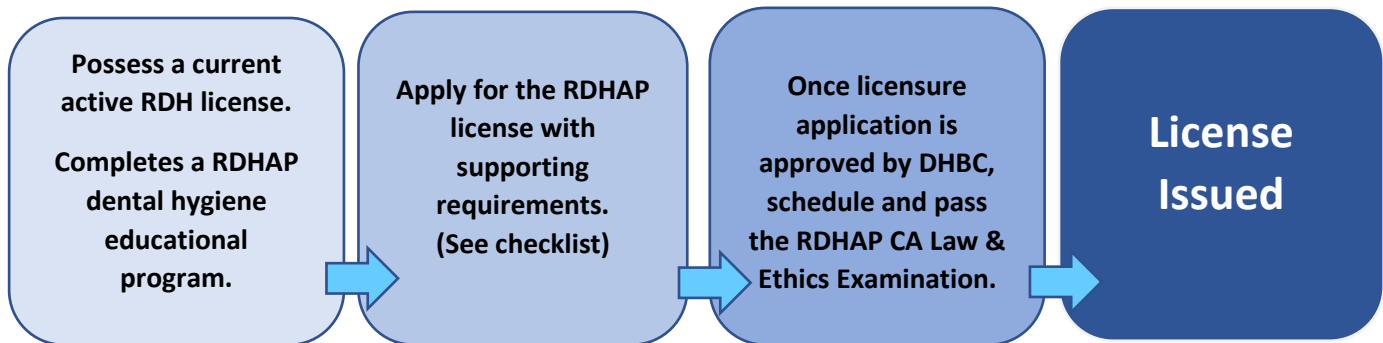 Possess a current
active RDH license.
Completes a RDHAP
dental hygiene
educational
program.
Apply for the RDHAP
license with
supporting
requirements.
(See checklist)
Once licensure
application is
approved by DHBC,
schedule and pass
the RDHAP CA Law &
Ethics Examination.
License
Issued